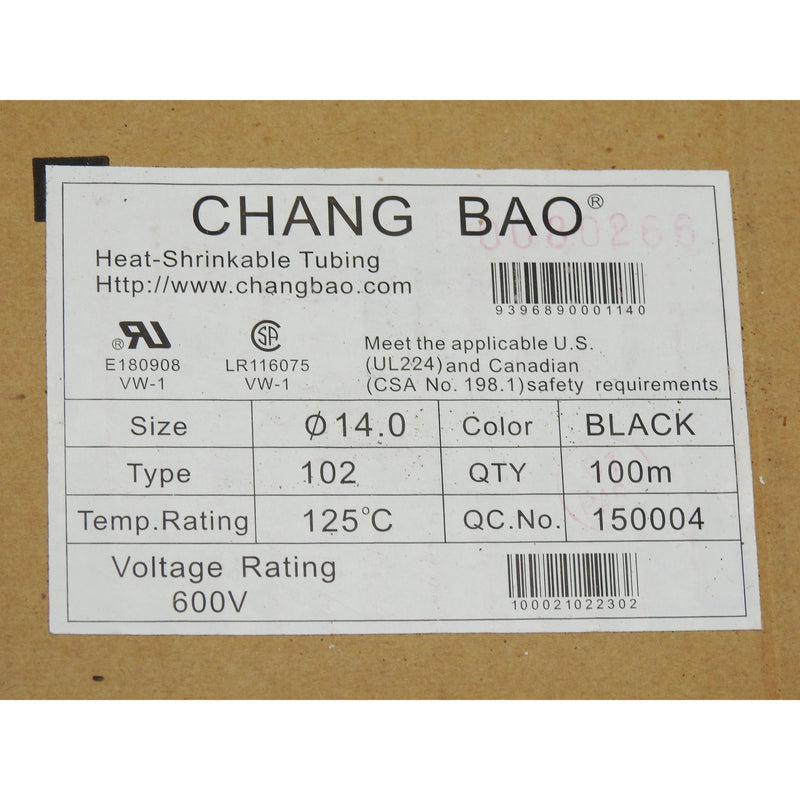 CHANG BAO®
0080266
Heat-Shrinkable Tubing
Http://www.changbao.com
9396890001140
®
E180908
VW-1
SA
LR116075
VW-1
Meet the applicable U.S.
(UL224) and Canadian
(CSA No. 198.1) safety requirements
Size Ø14.0 Color BLACK
Type 102 QTY 100m
Temp.Rating 125°C QC.No. 150004
Voltage Rating
600V
100021022302